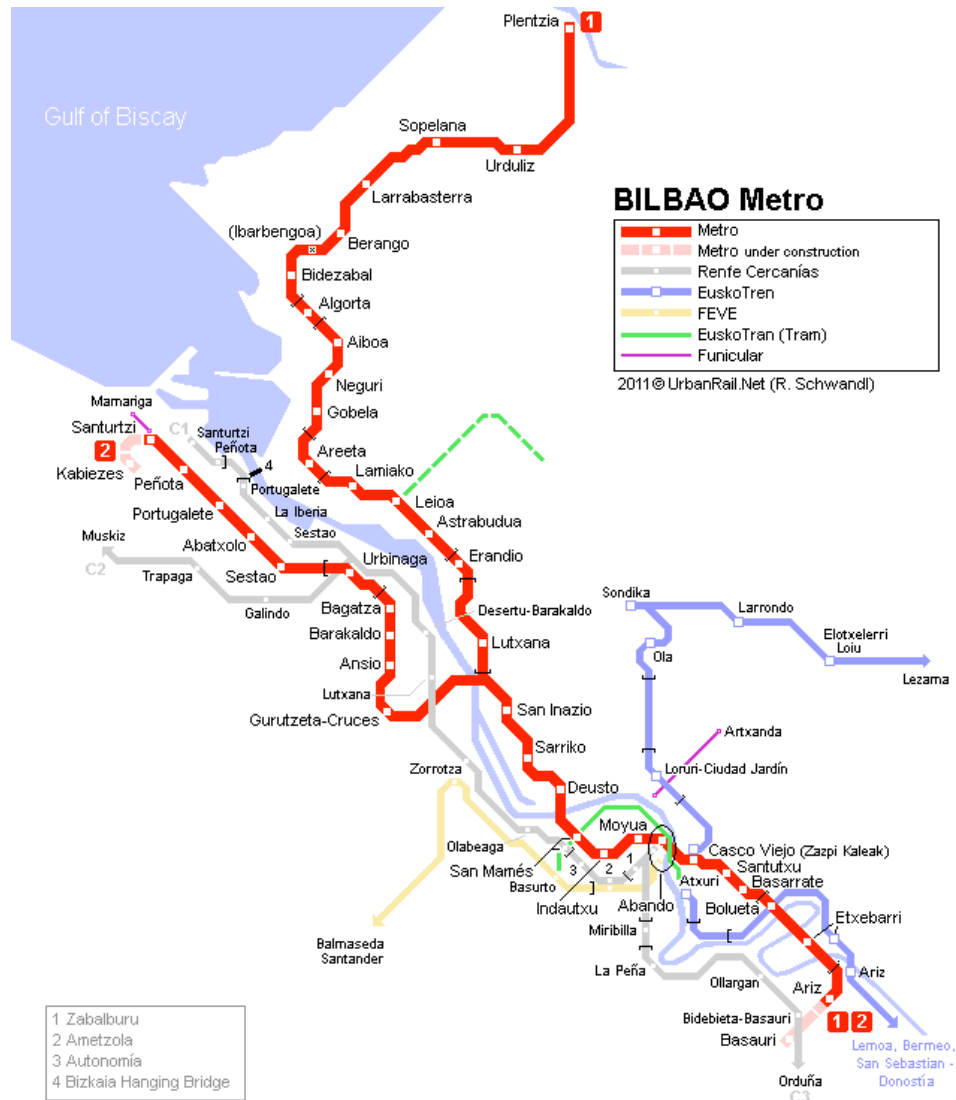 Plentzia
1
Gulf of Biscay
Sopelana
Urduliz
Larrabasterra
BILBAO Metro
Metro
Metro under construction
Renfe Cercanías
EuskoTren
FEVE
EuskoTran (Tram)
Funicular
2011© UrbanRail.Net (R. Schwandl)
(Ibarbengoa)
Berango
Bidezabal
Algorta
Aiboa
Neguri
Gobela
Mamariga
Santurtzi
C1
Santurtzi
Peñota
2
Kabiezes
Peñota
4
Portugalete
Areeta
Lamiako
Leioa
Portugalete
La Iberia
Astrabudua
Muskiz
Abatxolo
Sestao
Urbinaga
Erandio
C2
Trapaga
Sestao
Galindo
Bagatza
Desertu-Barakaldo
Barakaldo
Lutxana
Ansio
Lutxana
Gurutzeta-Cruces
San Inazio
Sondika
Larrondo
Elotxelerri
Loiu
Ola
Lezama
Sarriko
Artxanda
Zorrotza
Deusto
Loruri-Ciudad Jardín
Moyua
Olabeaga
San Mamés
3
2
1
Casco Viejo (Zazpi Kaleak)
Santutxu
Basurto
Atxuri
Basarrate
Indautxu
Abando
Bolueta
Etxebarri
Balmaseda
Santander
Miribilla
La Peña
Ollargan
Ariz
Ariz
Bidebieta-Basauri
1 2
Basauri
Lemoa, Bermeo,
San Sebastian -
Donostía
Orduña
C3
1 Zabalburu
2 Ametzola
3 Autonomía
4 Bizkaia Hanging Bridge